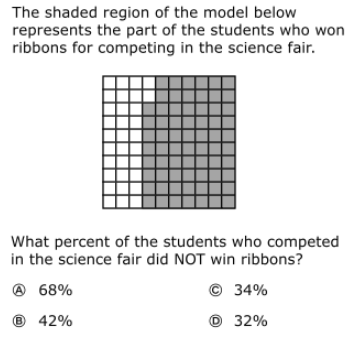 The shaded region of the model below
represents the part of the students who won
ribbons for competing in the science fair.
What percent of the students who competed
in the science fair did NOT win ribbons?
Ⓐ 68% Ⓒ 34%
Ⓑ 42% Ⓓ 32%